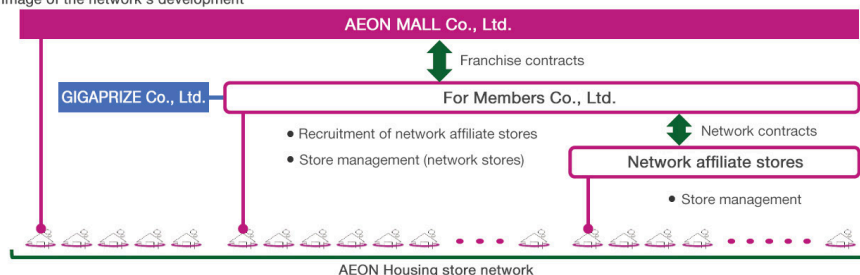 Image of the network's development
AEON MALL Co., Ltd.
Franchise contracts
GIGAPRIZE Co., Ltd.
For Members Co., Ltd.
• Recruitment of network affiliate stores
• Store management (network stores)
Network contracts
Network affiliate stores
• Store management
AEON Housing store network